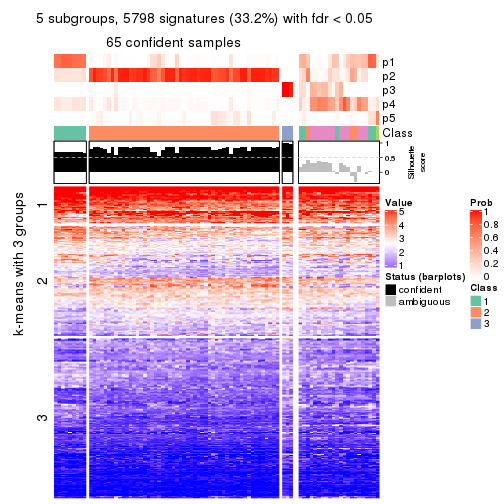 5 subgroups, 5798 signatures (33.2%) with fdr < 0.05
65 confident samples
p1
p2
p3
p4
p5
Class
1
0.5
0
Silhouette
score
k-means with 3 groups
1
2
3
Value
5
4
3
2
1
Status (barplots)
confident
ambiguous
Prob
1
0.8
0.6
0.4
0.2
0
Class
1
2
3